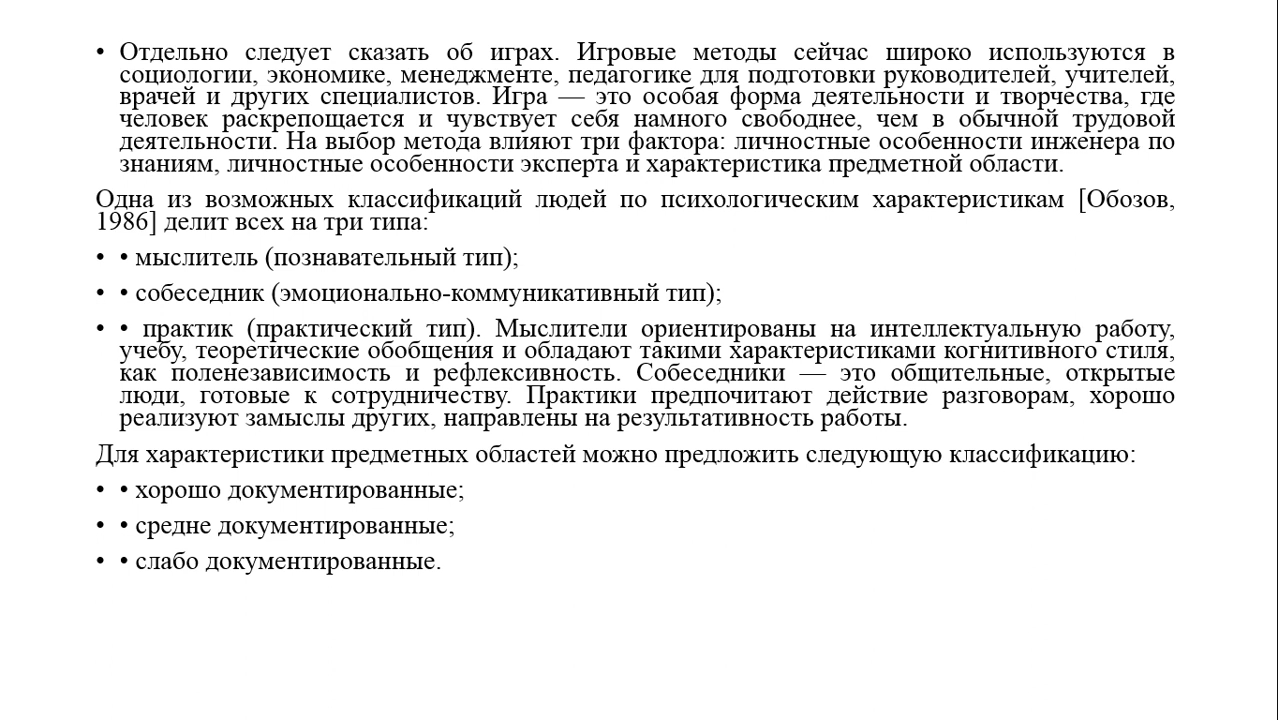 • Отдельно следует сказать об играх. Игровые методы сейчас широко используются в
социологии, экономике, менеджменте, педагогике для подготовки руководителей, учителей,
врачей и других специалистов. Игра — это особая форма деятельности и творчества, где
человек раскрепощается и чувствует себя намного свободнее, чем в обычной трудовой
деятельности. На выбор метода влияют три фактора: личностные особенности инженера по
знаниям, личностные особенности эксперта и характеристика предметной области.
Одна из возможных классификаций людей по психологическим характеристикам [Обозов,
1986] делит всех на три типа:
• • мыслитель (познавательный тип);
• • собеседник (эмоционально-коммуникативный тип);
• • практик (практический тип). Мыслители ориентированы на интеллектуальную работу,
учебу, теоретические обобщения и обладают такими характеристиками когнитивного стиля,
как поленезависимость и рефлексивность. Собеседники — это общительные, открытые
люди, готовые к сотрудничеству. Практики предпочитают действие разговорам, хорошо
реализуют замыслы других, направлены на результативность работы.
Для характеристики предметных областей можно предложить следующую классификацию:
• • хорошо документированные;
• • средне документированные;
• • слабо документированные.